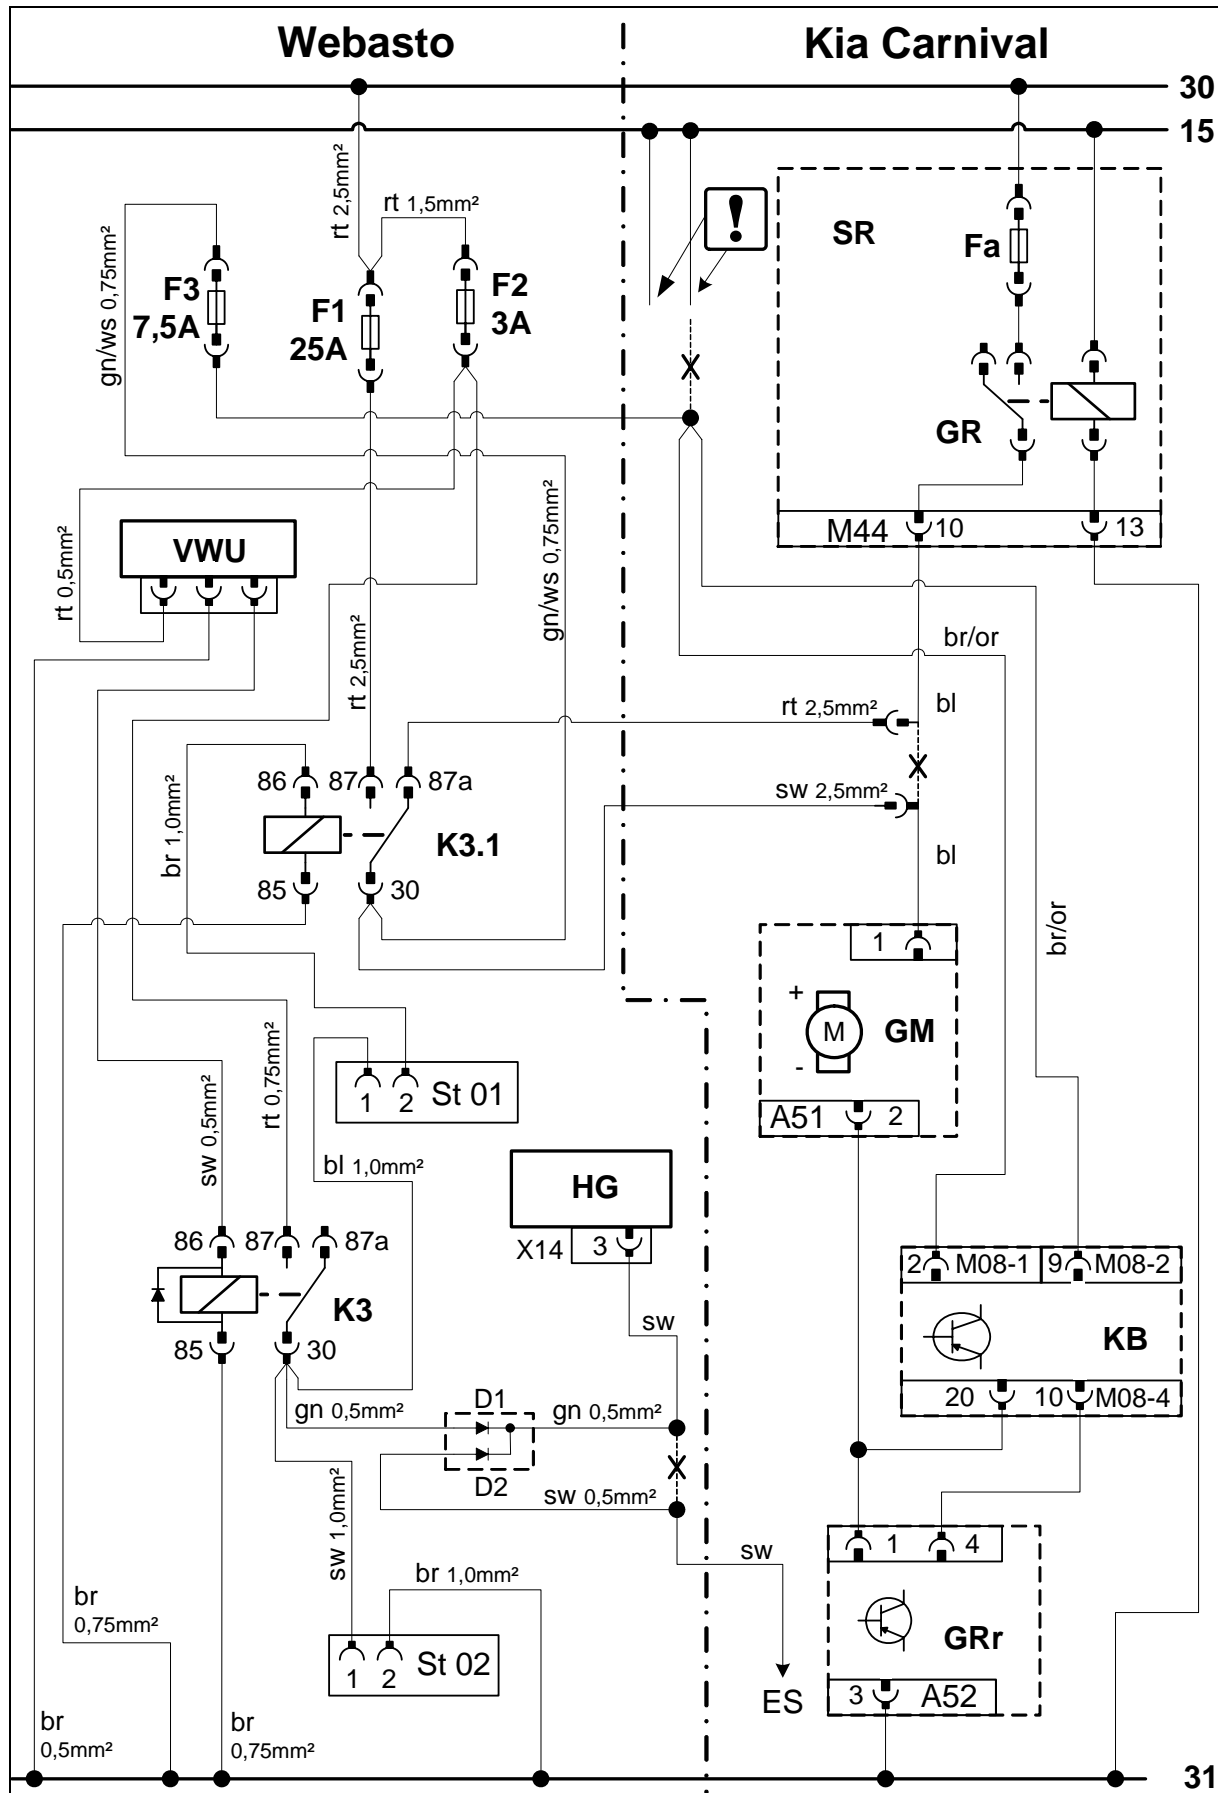 Webasto
Kia Carnival
30
15
rt 2,5mm²
rt 1,5mm²
gn/ws 0,75mm²
!
SR
Fa
F3
7,5A
F1
25A
F2
3A
GR
M44
10
13
VWU
rt 0,5mm²
rt 2,5mm²
gn/ws 0,75mm²
br/or
rt 2,5mm²
bl
86
87
87a
sw 2,5mm²
br 1,0mm²
K3.1
bl
85
30
br/or
1
+
M
GM
-
rt 0,75mm²
1
2
St 01
A51
2
sw 0,5mm²
bl 1,0mm²
HG
X14
3
86
87
87a
2
M08-1
9
M08-2
K3
sw
KB
85
30
D1
gn 0,5mm²
gn 0,5mm²
20
10
M08-4
D2
sw 0,5mm²
sw 1,0mm²
sw
1
4
br 1,0mm²
br
0,75mm²
GRr
St 02
1
2
ES
3
A52
br
0,5mm²
br
0,75mm²
31